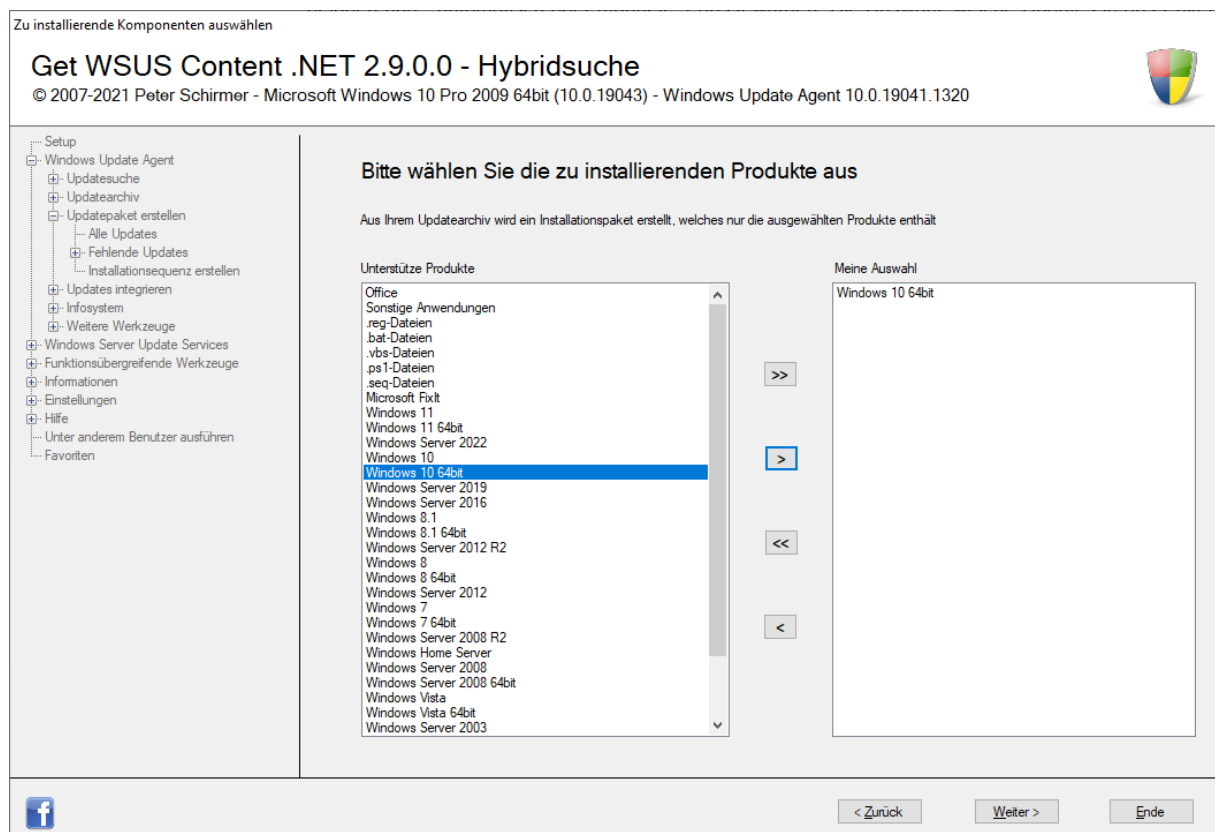 Zu installierende Komponenten auswählen
Get WSUS Content .NET 2.9.0.0 - Hybridsuche
© 2007-2021 Peter Schirmer - Microsoft Windows 10 Pro 2009 64bit (10.0.19043) - Windows Update Agent 10.0.19041.1320
Setup
Windows Update Agent
Updatesuche
Updatearchiv
Updatepaket erstellen
Alle Updates
Fehlende Updates
Installationsequenz erstellen
Updates integrieren
Infosystem
Weitere Werkzeuge
Windows Server Update Services
Funktionsübergreifende Werkzeuge
Informationen
Einstellungen
Hilfe
Unter anderem Benutzer ausführen
Favoriten
Bitte wählen Sie die zu installierenden Produkte aus
Aus Ihrem Updatearchiv wird ein Installationspaket erstellt, welches nur die ausgewählten Produkte enthält
Unterstütze Produkte
Office
Sonstige Anwendungen
.reg-Dateien
.bat-Dateien
.vbs-Dateien
.ps1-Dateien
.seq-Dateien
Microsoft FixIt
Windows 11
Windows 11 64bit
Windows Server 2022
Windows 10
Windows 10 64bit
Windows Server 2019
Windows Server 2016
Windows 8.1
Windows 8.1 64bit
Windows Server 2012 R2
Windows 8
Windows 8 64bit
Windows Server 2012
Windows 7
Windows 7 64bit
Windows Server 2008 R2
Windows Home Server
Windows Server 2008
Windows Server 2008 64bit
Windows Vista
Windows Vista 64bit
Windows Server 2003
>>
>
<<
<
Meine Auswahl
Windows 10 64bit
f
< Zurück
Weiter >
Ende